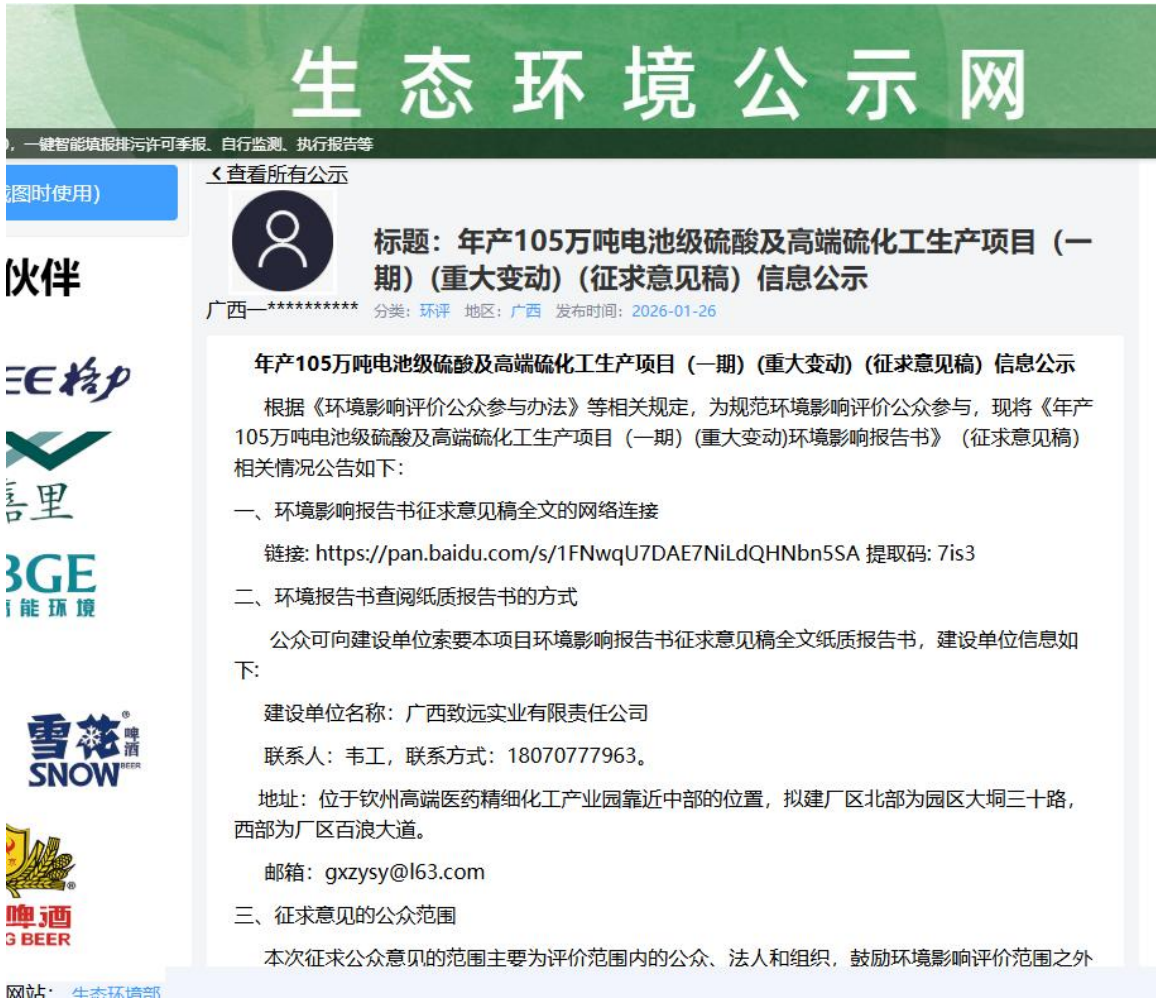 生态环境公示网
，一键智能填报排污许可季报、自行监测、执行报告等
图时使用）
查看所有公示
伙伴
标题：年产105万吨电池级硫酸及高端硫化工生产项目（一
期）(重大变动)（征求意见稿）信息公示
广西一**********
分类：环评 地区：广西 发布时间：2026-01-26
年产105万吨电池级硫酸及高端硫化工生产项目（一期）(重大变动)（征求意见稿）信息公示
EE 格力
根据《环境影响评价公众参与办法》等相关规定，为规范环境影响评价公众参与，现将《年产
105万吨电池级硫酸及高端硫化工生产项目（一期）(重大变动)环境影响报告书》（征求意见稿）
相关情况公告如下：
嘉里
一、环境影响报告书征求意见稿全文的网络连接
链接: https://pan.baidu.com/s/1FNwqU7DAE7NiLdQHNbn5SA 提取码: 7is3
BGE
能环境
二、环境报告书查阅纸质报告书的方式
公众可向建设单位索要本项目环境影响报告书征求意见稿全文纸质报告书，建设单位信息如
下:
建设单位名称：广西致远实业有限责任公司
雪花啤酒
SNOW BEER
联系人：韦工，联系方式：18070777963。
地址：位于钦州高端医药精细化工产业园靠近中部的位置，拟建厂区北部为园区大垌三十路，
西部为厂区百浪大道。
邮箱：gxzysy@l63.com
啤酒
G BEER
三、征求意见的公众范围
本次征求公众意见的范围主要为评价范围内的公众、法人和组织，鼓励环境影响评价范围之外
网站： 生态环境部